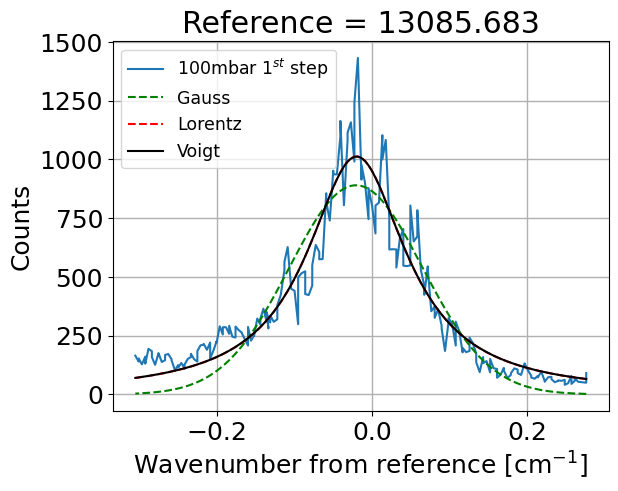 Reference = 13085.683
100mbar 1st step
Gauss
Lorentz
Voigt
Counts
1500
1250
1000
750
500
250
0
−0.2 0.0 0.2
Wavenumber from reference [cm⁻¹]